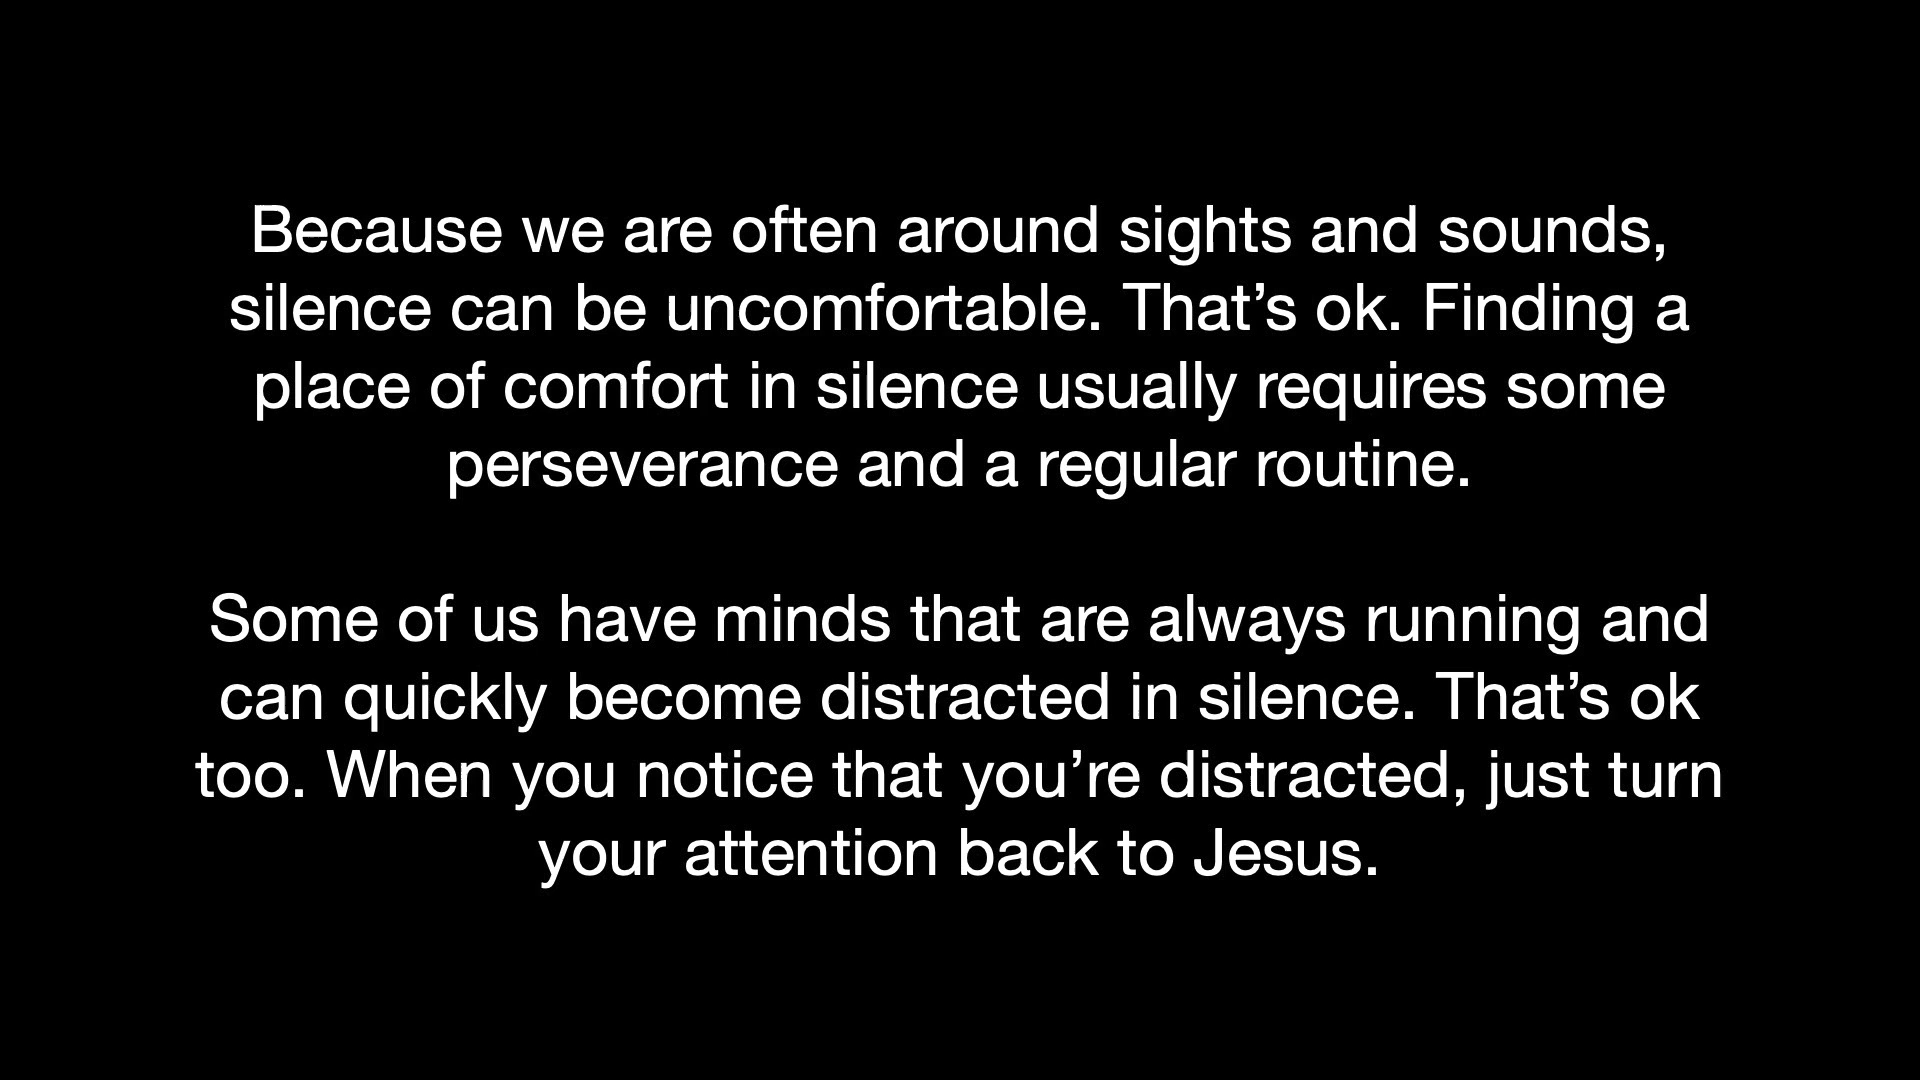 Because we are often around sights and sounds,
silence can be uncomfortable. That’s ok. Finding a
place of comfort in silence usually requires some
perseverance and a regular routine.
Some of us have minds that are always running and
can quickly become distracted in silence. That’s ok
too. When you notice that you’re distracted, just turn
your attention back to Jesus.